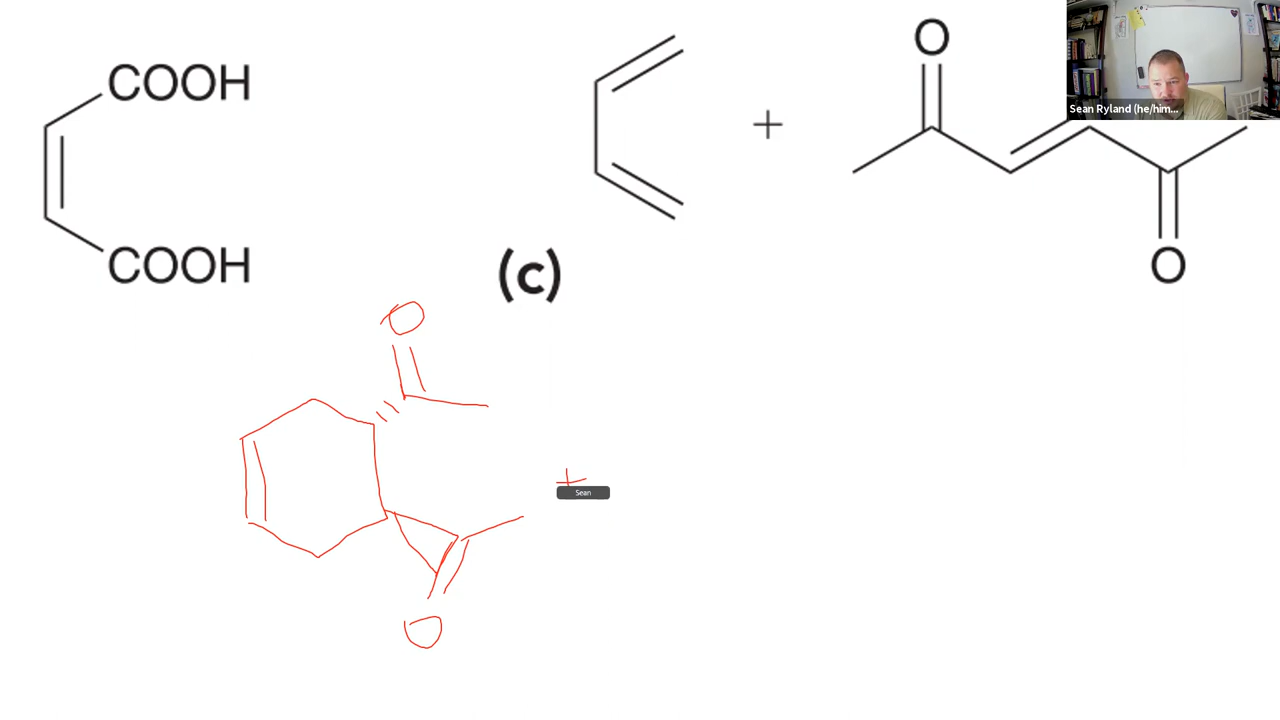 COOH
COOH
+
O
O
(c)
O
+
O
Sean Ryland (he/him...
Sean